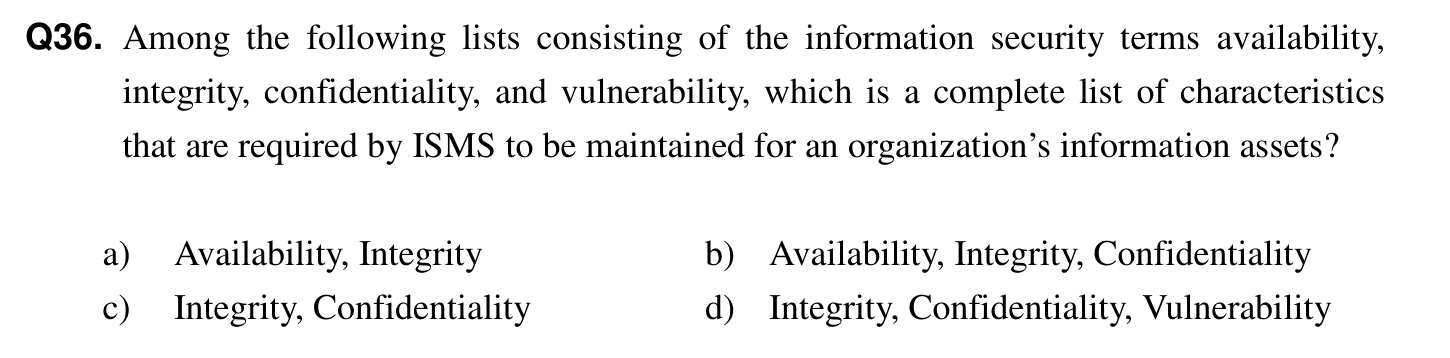 Q36. Among the following lists consisting of the information security terms availability,
integrity, confidentiality, and vulnerability, which is a complete list of characteristics
that are required by ISMS to be maintained for an organization's information assets?
a) Availability, Integrity b) Availability, Integrity, Confidentiality
c) Integrity, Confidentiality d) Integrity, Confidentiality, Vulnerability